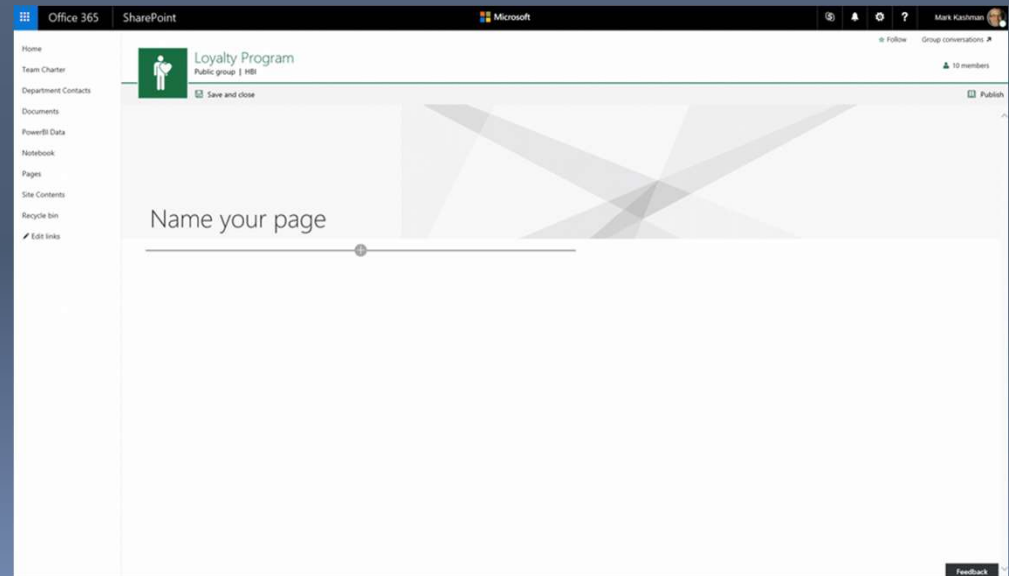 Office 365 SharePoint Microsoft ? Mark Kashman
Home
Team Charter
Department Contacts
Documents
PowerBI Data
Notebook
Pages
Site Contents
Recycle bin
Edit links
Loyalty Program
Public group | HBI
Follow Group conversations
10 members
Save and close Publish
Name your page
Feedback